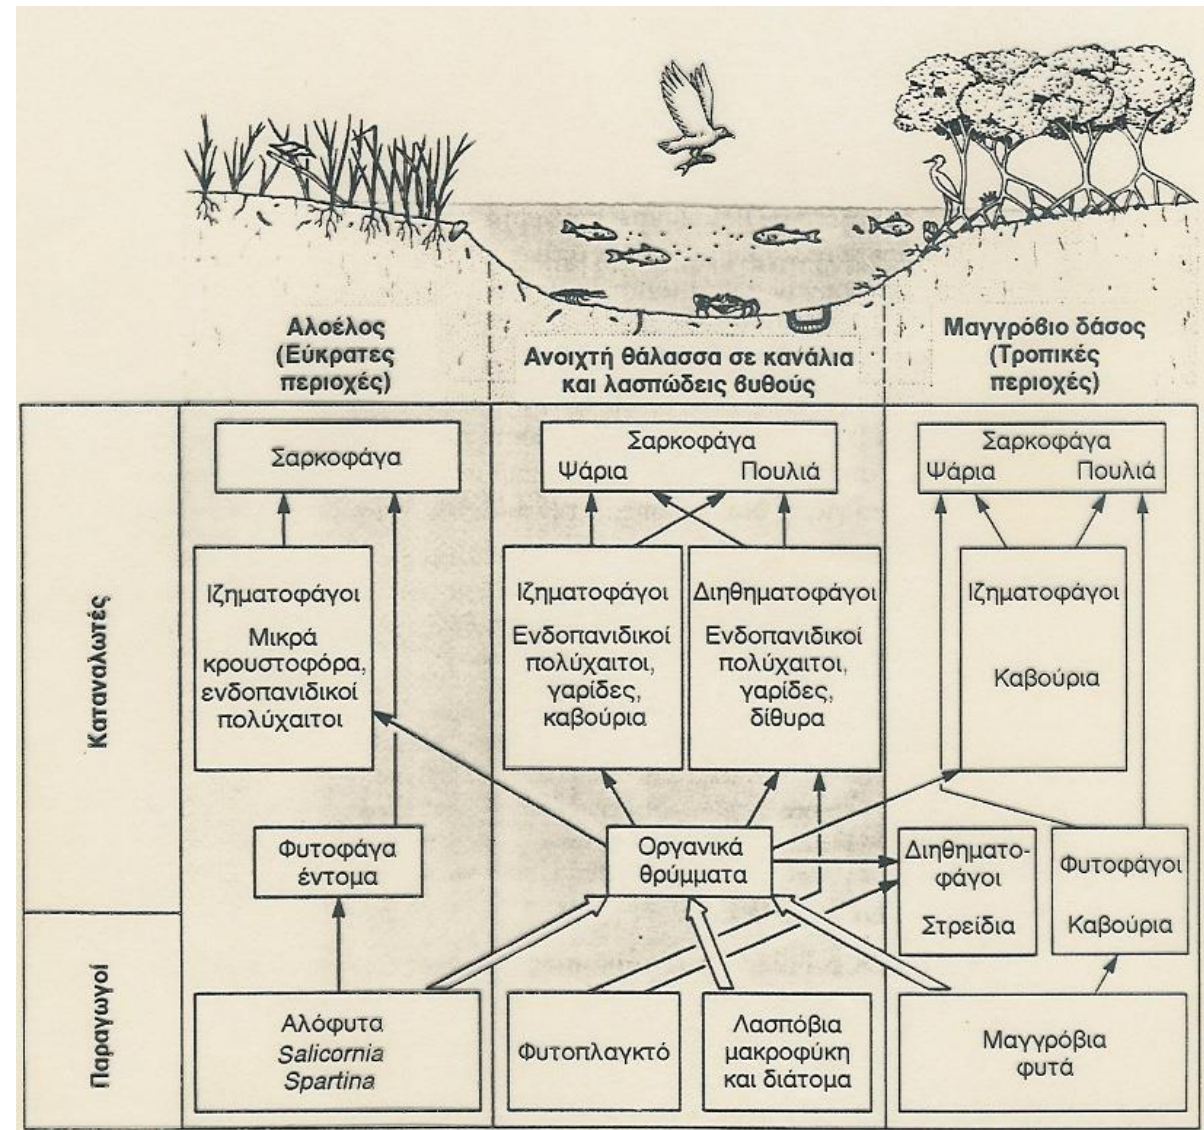 Αλοέλος
(Εύκρατες
περιοχές)
Ανοιχτή θάλασσα σε κανάλια
και λασπώδεις βυθούς
Μαγγρόβιο δάσος
(Τροπικές
περιοχές)
Καταναλωτές
Παραγωγοί
Σαρκοφάγα
Ιζηματοφάγοι
Μικρά
κρουστοφόρα,
ενδοπανιδικοί
πολύχαιτοι
Φυτοφάγα
έντομα
Αλόφυτα
Salicornia
Spartina
Σαρκοφάγα
Ψάρια Πουλιά
Ιζηματοφάγοι
Ενδοπανιδικοί
πολύχαιτοι,
γαρίδες,
καβούρια
Διηθηματοφάγοι
Ενδοπανιδικοί
πολύχαιτοι,
γαρίδες,
δίθυρα
Οργανικά
θρύμματα
Φυτοπλαγκτό
Λασπόβια
μακροφύκη
και διάτομα
Σαρκοφάγα
Ψάρια Πουλιά
Ιζηματοφάγοι
Καβούρια
Διηθηματο-
φάγοι
Στρείδια
Φυτοφάγοι
Καβούρια
Μαγγρόβια
φυτά